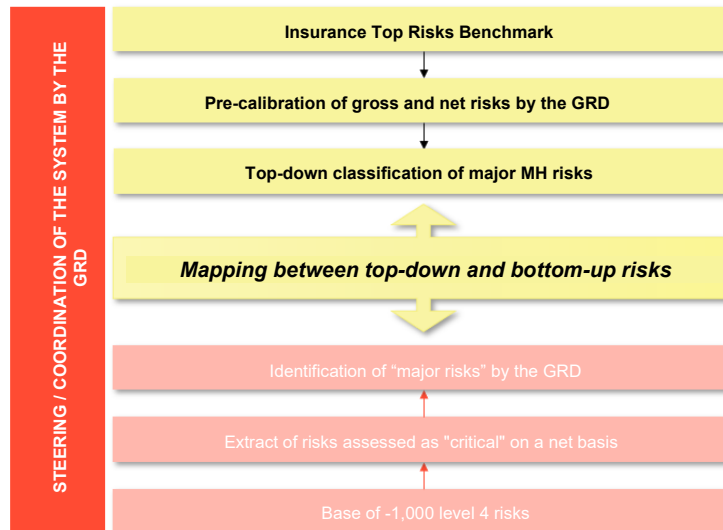 STEERING / COORDINATION OF THE SYSTEM BY THE
GRD
Insurance Top Risks Benchmark
Pre-calibration of gross and net risks by the GRD
Top-down classification of major MH risks
Mapping between top-down and bottom-up risks
Identification of “major risks” by the GRD
Extract of risks assessed as "critical" on a net basis
Base of -1,000 level 4 risks